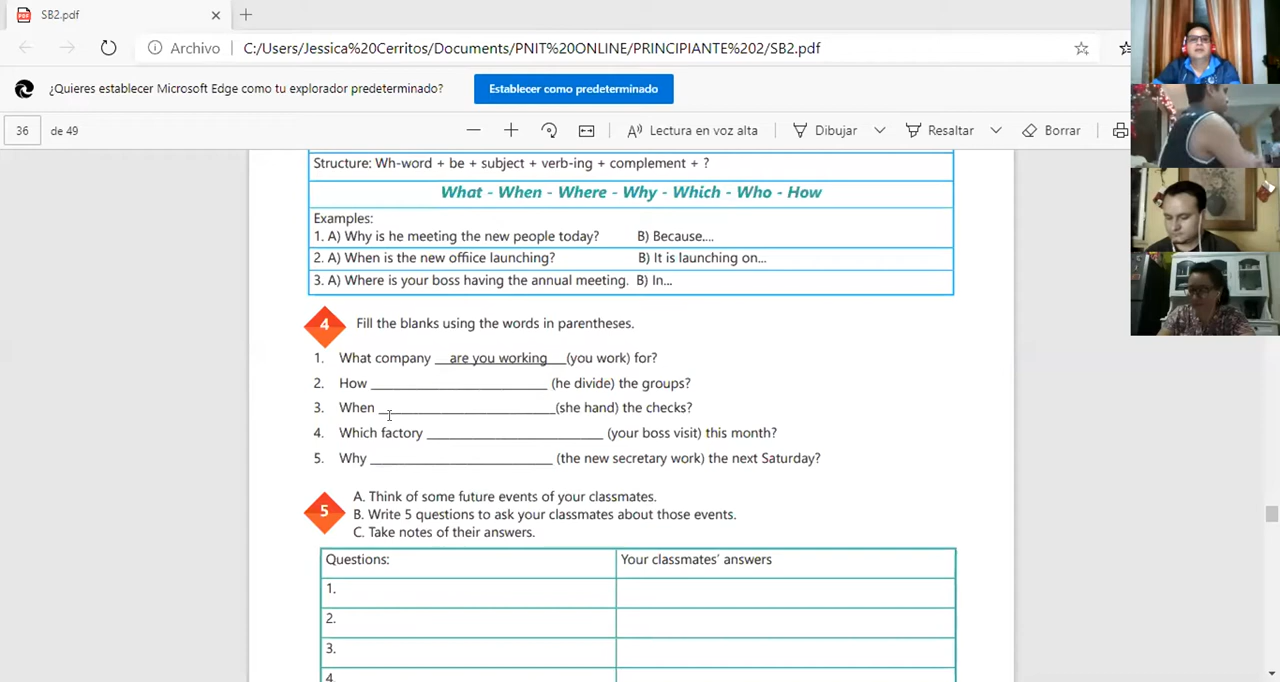 SB2.pdf
Archivo C:/Users/Jessica%20Cerritos/Documents/PNIT%20ONLINE/PRINCIPIANTE%202/SB2.pdf
¿Quieres establecer Microsoft Edge como tu explorador predeterminado? Establecer como predeterminado
36 de 49 Lectura en voz alta Dibujar Resaltar Borrar
Structure: Wh-word + be + subject + verb-ing + complement + ?
What - When - Where - Why - Which - Who - How
Examples:
1. A) Why is he meeting the new people today? B) Because....
2. A) When is the new office launching? B) It is launching on...
3. A) Where is your boss having the annual meeting. B) In...
4 Fill the blanks using the words in parentheses.
1. What company __are you working___(you work) for?
2. How _________________________ (he divide) the groups?
3. When _________________________(she hand) the checks?
4. Which factory _________________________ (your boss visit) this month?
5. Why __________________________ (the new secretary work) the next Saturday?
5 A. Think of some future events of your classmates.
B. Write 5 questions to ask your classmates about those events.
C. Take notes of their answers.
Questions: Your classmates´ answers
1.
2.
3.
4.